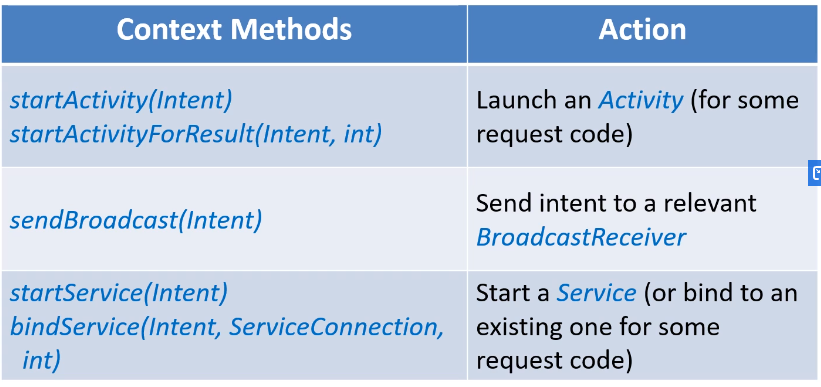 Context Methods
Action
startActivity(Intent)
startActivityForResult(Intent, int)
Launch an Activity (for some
request code)
sendBroadcast(Intent)
Send intent to a relevant
BroadcastReceiver
startService(Intent)
bindService(Intent, ServiceConnection,
int)
Start a Service (or bind to an
existing one for some
request code)